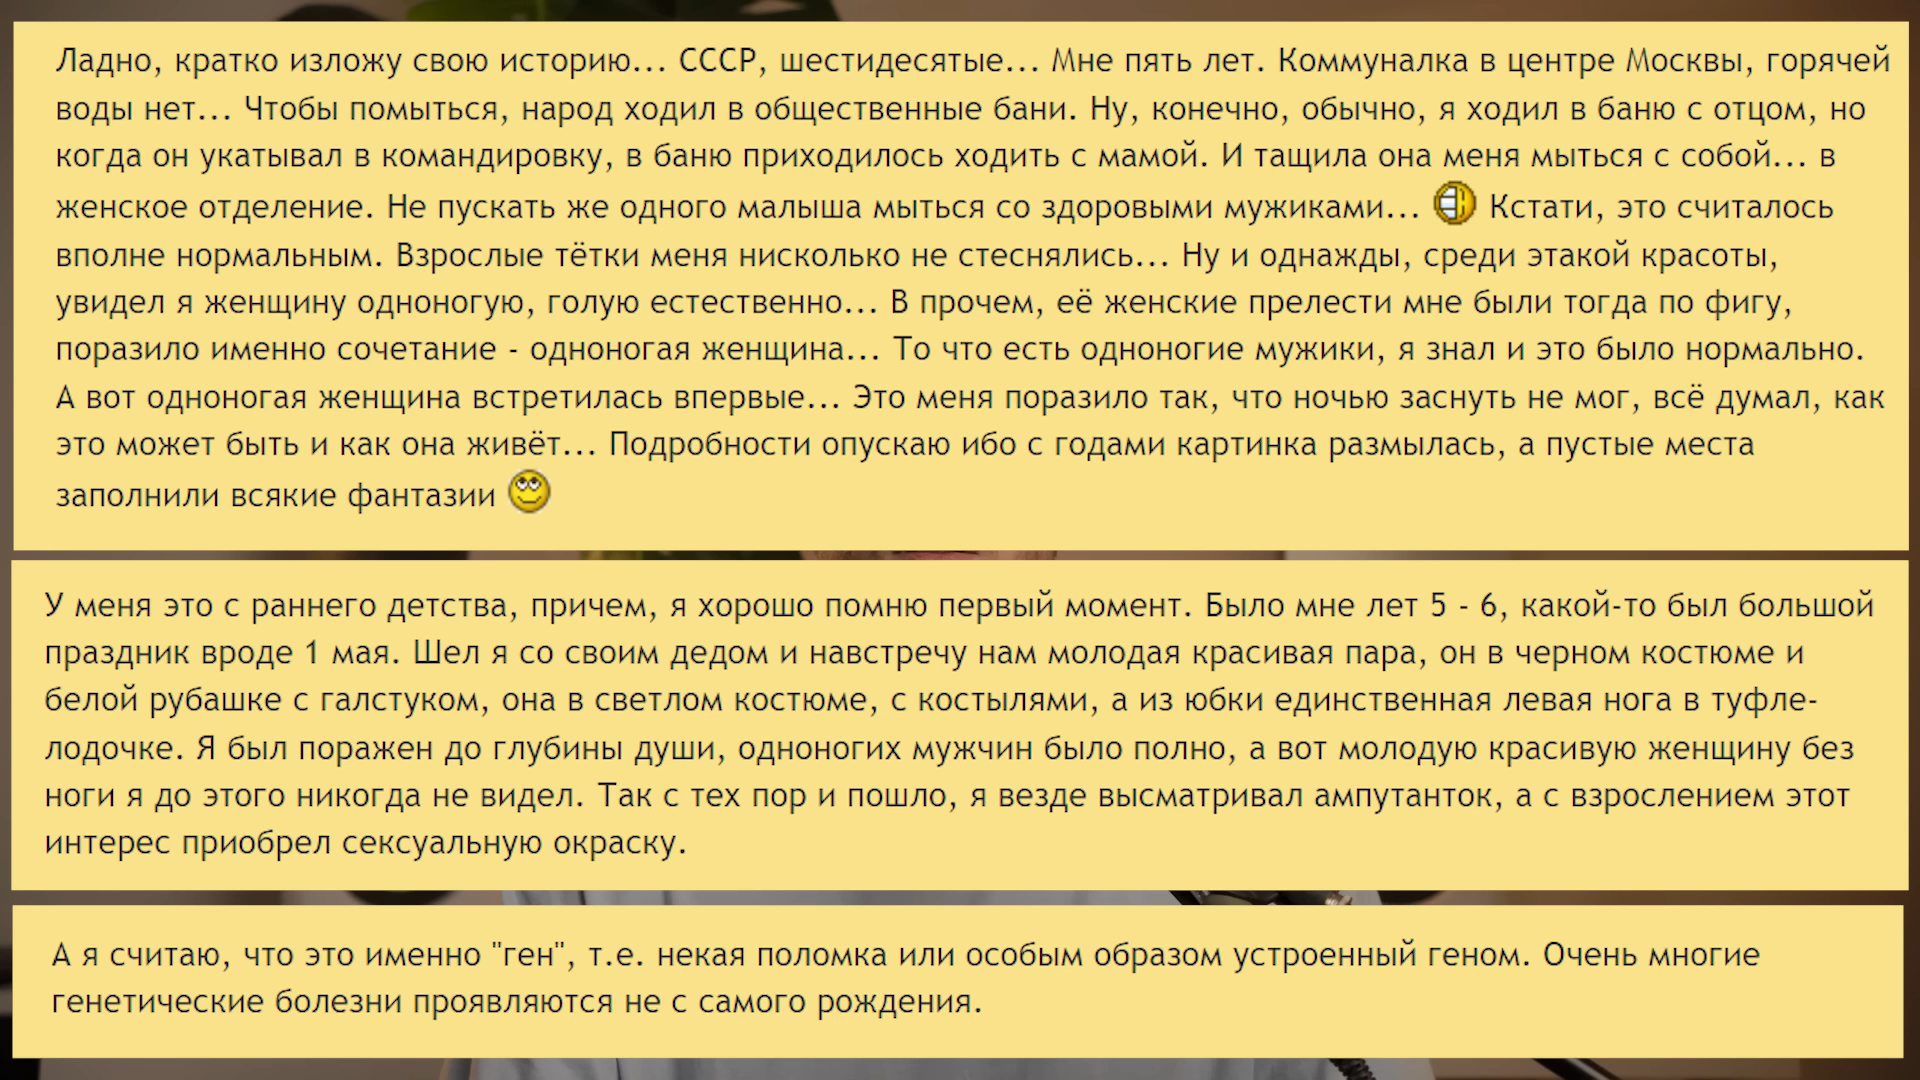 Ладно, кратко изложу свою историю... СССР, шестидесятые... Мне пять лет. Коммуналка в центре Москвы, горячей
воды нет... Чтобы помыться, народ ходил в общественные бани. Ну, конечно, обычно, я ходил в баню с отцом, но
когда он укатывал в командировку, в баню приходилось ходить с мамой. И тащила она меня мыться с собой... в
женское отделение. Не пускать же одного малыша мыться со здоровыми мужиками... Кстати, это считалось
вполне нормальным. Взрослые тётки меня нисколько не стеснялись... Ну и однажды, среди этакой красоты,
увидел я женщину одноногую, голую естественно... В прочем, её женские прелести мне были тогда по фигу,
поразило именно сочетание - одноногая женщина... То что есть одноногие мужики, я знал и это было нормально.
А вот одноногая женщина встретилась впервые... Это меня поразило так, что ночью заснуть не мог, всё думал, как
это может быть и как она живёт... Подробности опускаю ибо с годами картинка размылась, а пустые места
заполнили всякие фантазии
У меня это с раннего детства, причем, я хорошо помню первый момент. Было мне лет 5 - 6, какой-то был большой
праздник вроде 1 мая. Шел я со своим дедом и навстречу нам молодая красивая пара, он в черном костюме и
белой рубашке с галстуком, она в светлом костюме, с костылями, а из юбки единственная левая нога в туфле-
лодочке. Я был поражен до глубины души, одноногих мужчин было полно, а вот молодую красивую женщину без
ноги я до этого никогда не видел. Так с тех пор и пошло, я везде высматривал ампутанток, а с взрослением этот
интерес приобрел сексуальную окраску.
А я считаю, что это именно "ген", т.е. некая поломка или особым образом устроенный геном. Очень многие
генетические болезни проявляются не с самого рождения.